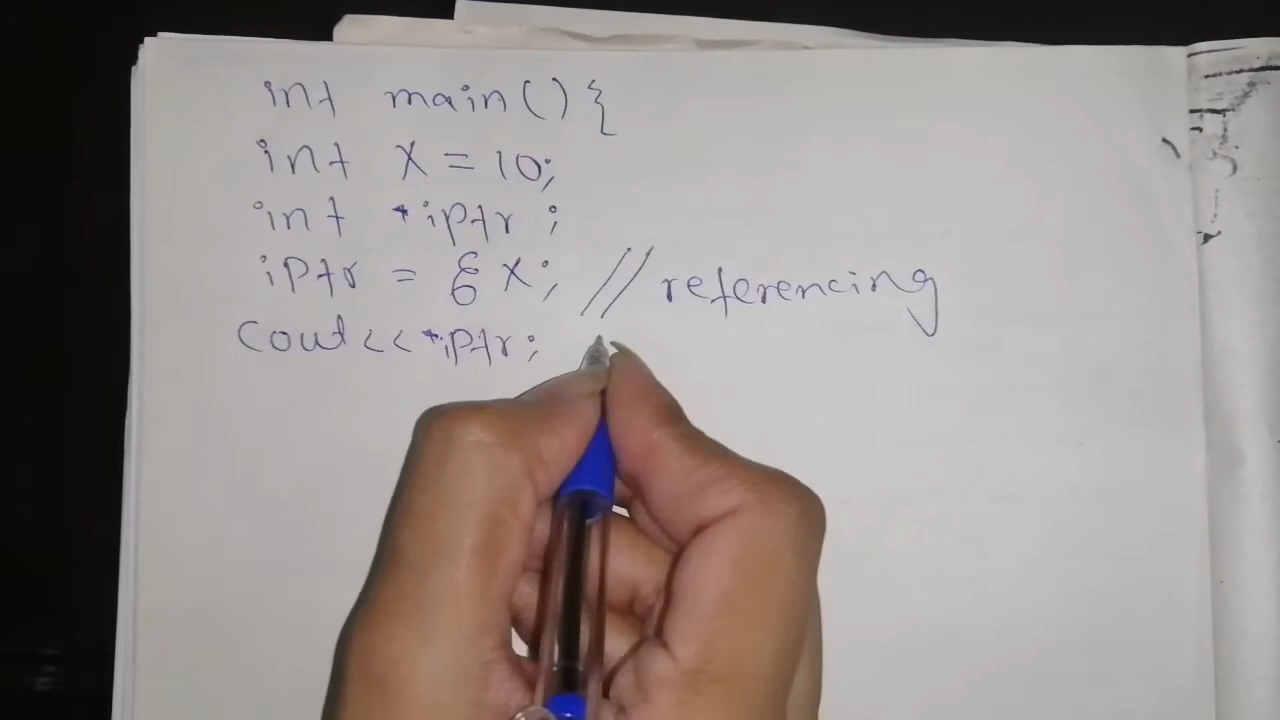 int main(){
int x = 10;
int *iptr ;
iptr = &x; // referencing
cout<< *iptr;